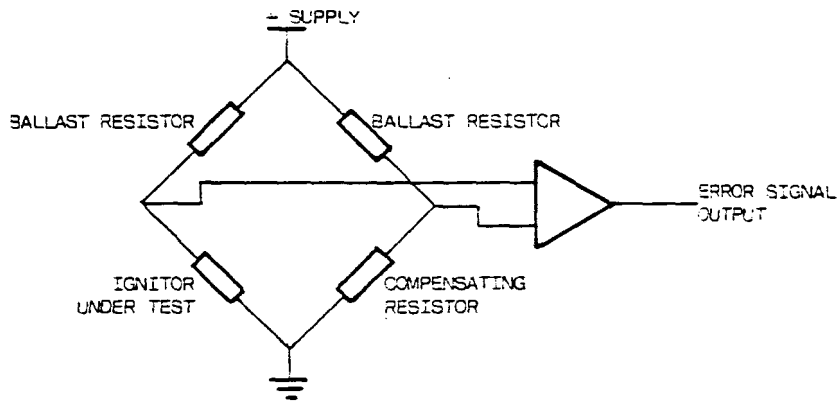 + SUPPLY
BALLAST RESISTOR
BALLAST RESISTOR
ERROR SIGNAL
OUTPUT
IGNITOR
UNDER TEST
COMPENSATING
RESISTOR